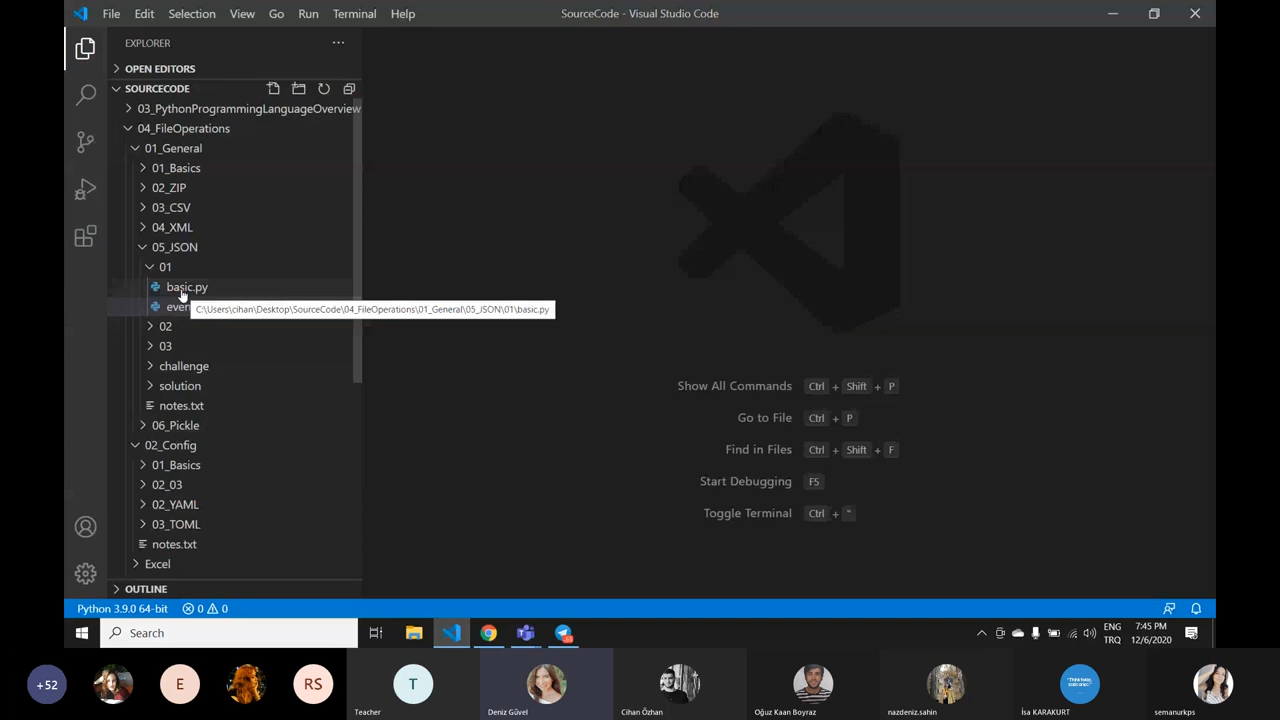 File Edit Selection View Go Run Terminal Help SourceCode - Visual Studio Code
EXPLORER
OPEN EDITORS
SOURCECODE
03_PythonProgrammingLanguageOverview
04_FileOperations
01_General
01_Basics
02_ZIP
03_CSV
04_XML
05_JSON
01
basic.py
C:\Users\cihan\Desktop\SourceCode\04_FileOperations\01_General\05_JSON\01\basic.py
02
03
challenge
solution
notes.txt
06_Pickle
02_Config
01_Basics
02_03
02_YAML
03_TOML
notes.txt
Excel
OUTLINE
Show All Commands Ctrl + Shift + P
Go to File Ctrl + P
Find in Files Ctrl + Shift + F
Start Debugging F5
Toggle Terminal Ctrl + "
Python 3.9.0 64-bit 0 0
Search
ENG
TRQ
7:45 PM
12/6/2020
+52
E
RS
T
Teacher
Deniz Güvel
Cihan Özhan
Oğuz Kaan Boyraz
nazdeniz.sahin
İsa KARAKURT
semanurkps